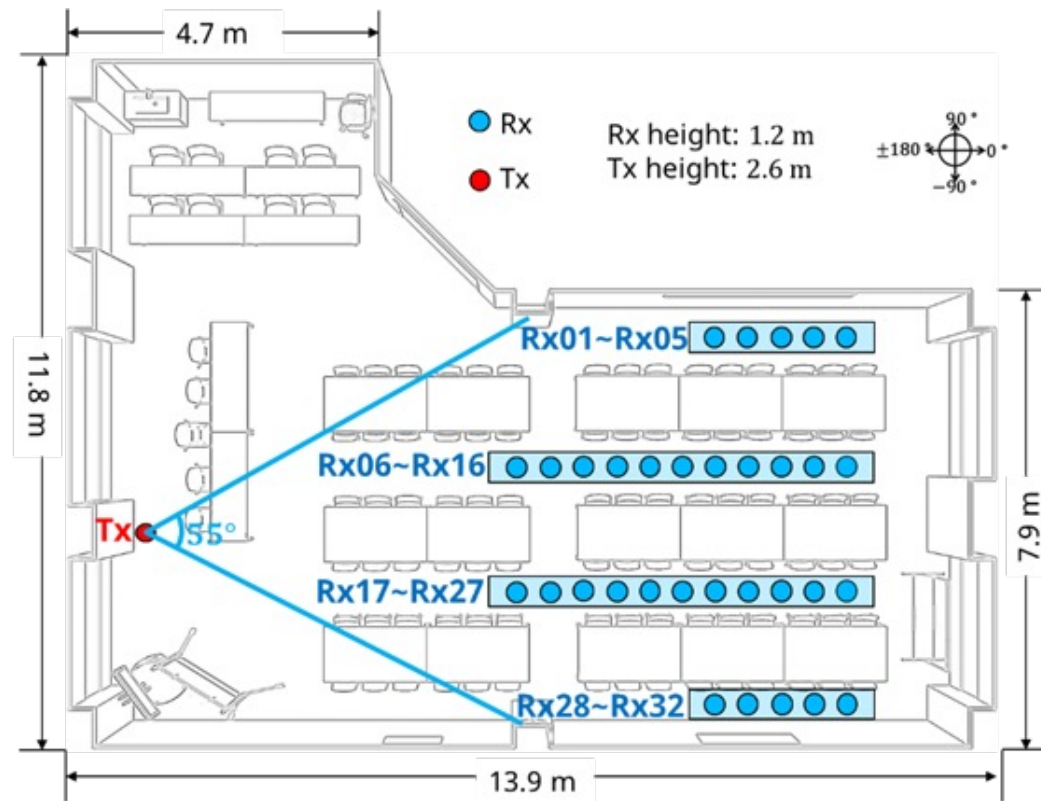 4.7 m
Rx
Tx
Rx height: 1.2 m
Tx height: 2.6 m
90 °
±180 °
0 °
−90 °
11.8 m
Rx01~Rx05
Rx06~Rx16
Tx
55°
Rx17~Rx27
7.9 m
Rx28~Rx32
13.9 m